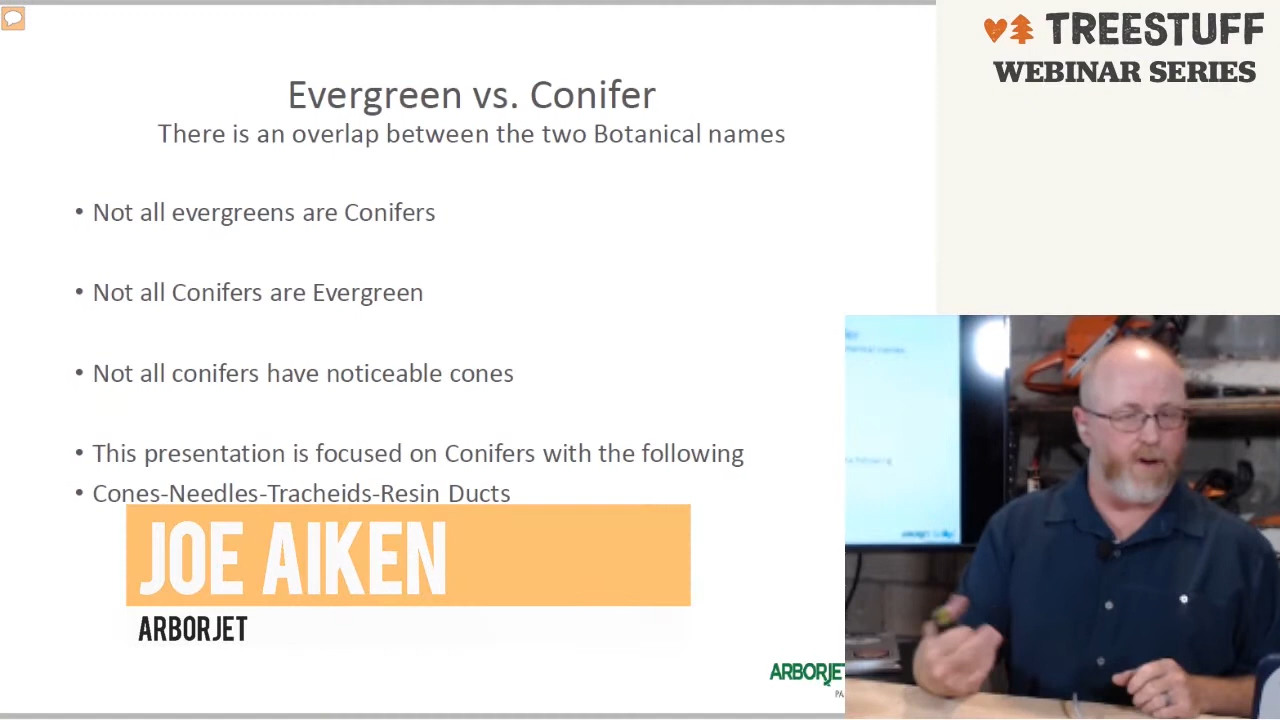 TREESTUFF
WEBINAR SERIES
Evergreen vs. Conifer
There is an overlap between the two Botanical names
• Not all evergreens are Conifers
• Not all Conifers are Evergreen
• Not all conifers have noticeable cones
• This presentation is focused on Conifers with the following
• Cones-Needles-Tracheids-Resin Ducts
JOE AIKEN
ARBORJET
ARBORJET